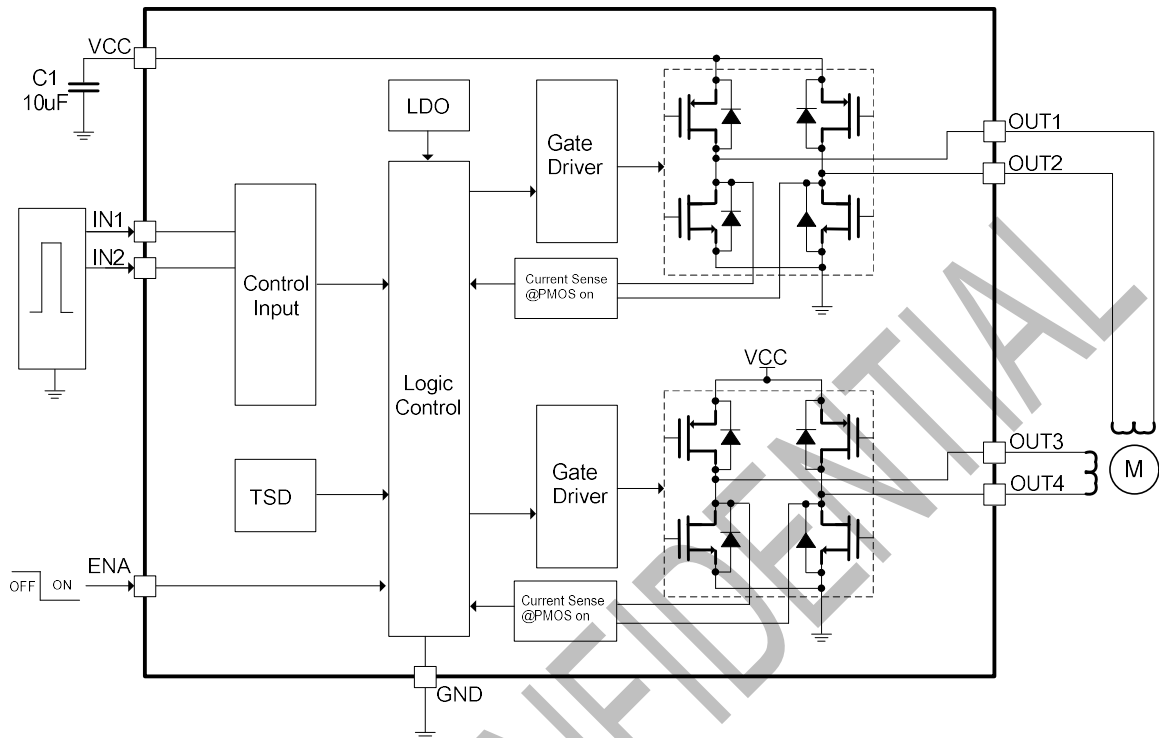 VCC
C1
10uF
LDO
Gate
Driver
OUT1
OUT2
IN1
IN2
Control
Input
Current Sense
@PMOS on
Logic
Control
VCC
Gate
Driver
OUT3
OUT4
M
TSD
ENA
OFF
ON
Current Sense
@PMOS on
GND
NFIDENTIAL